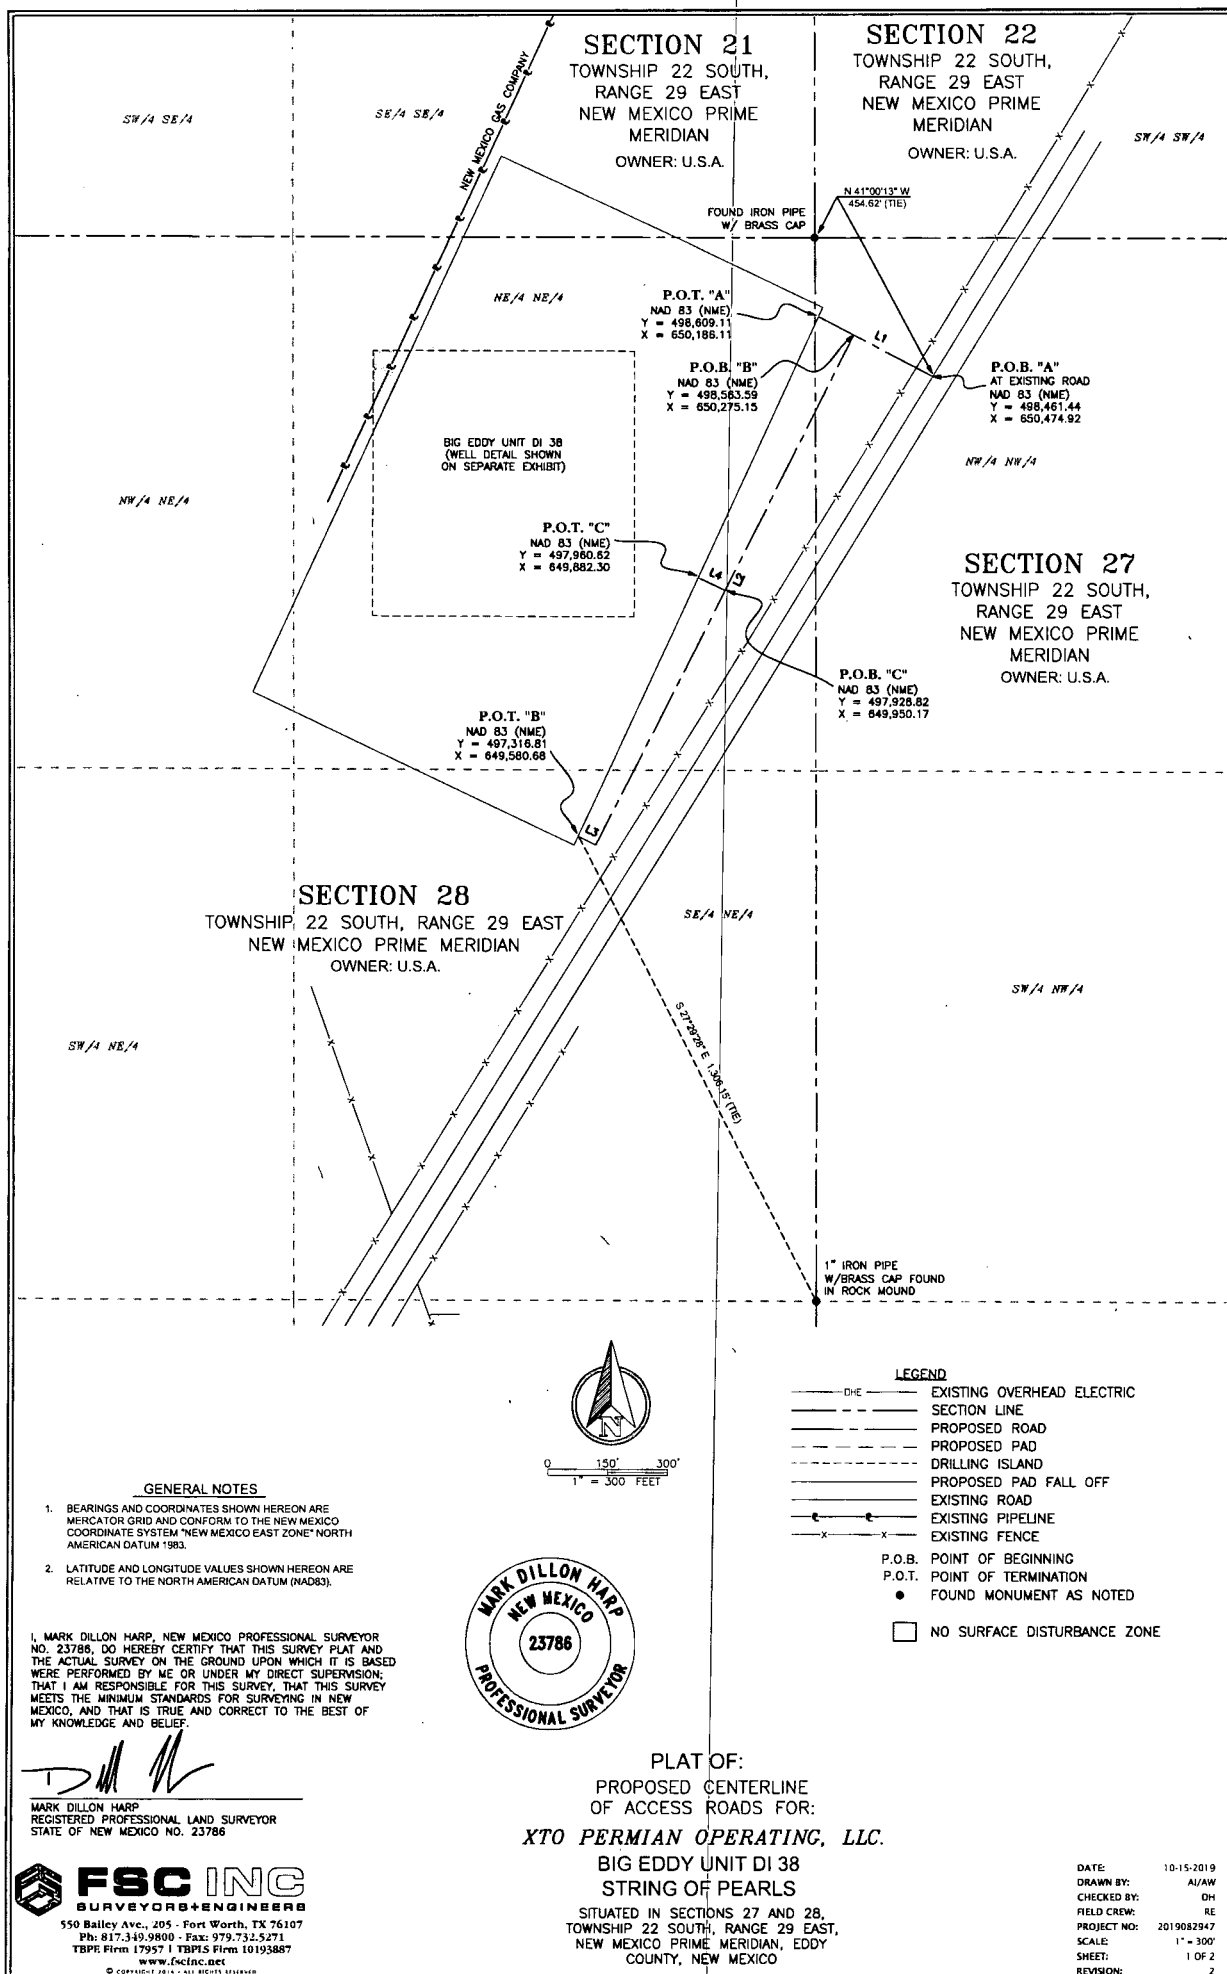 SECTION 21
TOWNSHIP 22 SOUTH,
RANGE 29 EAST
NEW MEXICO PRIME
MERIDIAN
OWNER: U.S.A.
SECTION 22
TOWNSHIP 22 SOUTH,
RANGE 29 EAST
NEW MEXICO PRIME
MERIDIAN
OWNER: U.S.A.
SW/4 SE/4
SE/4 SE/4
NEW MEXICO GAS COMPANY
SW/4 SW/4
N 41°00'13" W
454.62' (TIE)
FOUND IRON PIPE
W/ BRASS CAP
NE/4 NE/4
P.O.T. "A"
NAD 83 (NME)
Y = 498,609.11
X = 650,186.11
L1
P.O.B. "B"
NAD 83 (NME)
Y = 498,563.59
X = 650,275.15
P.O.B. "A"
AT EXISTING ROAD
NAD 83 (NME)
Y = 498,461.44
X = 650,474.92
BIG EDDY UNIT DI 38
(WELL DETAIL SHOWN
ON SEPARATE EXHIBIT)
NW/4 NW/4
NW/4 NE/4
P.O.T. "C"
NAD 83 (NME)
Y = 497,960.62
X = 649,882.30
L4
L2
SECTION 27
TOWNSHIP 22 SOUTH,
RANGE 29 EAST
NEW MEXICO PRIME
MERIDIAN
OWNER: U.S.A.
P.O.B. "C"
NAD 83 (NME)
Y = 497,928.82
X = 649,950.17
P.O.T. "B"
NAD 83 (NME)
Y = 497,316.81
X = 649,580.68
L3
SECTION 28
TOWNSHIP 22 SOUTH, RANGE 29 EAST
NEW MEXICO PRIME MERIDIAN
OWNER: U.S.A.
SE/4 NE/4
SW/4 NW/4
SW/4 NE/4
S 27°29'28" E 1,306.15' (TIE)
1" IRON PIPE
W/BRASS CAP FOUND
IN ROCK MOUND
N
0 150' 300'
1" = 300 FEET
LEGEND
OHE EXISTING OVERHEAD ELECTRIC
SECTION LINE
PROPOSED ROAD
PROPOSED PAD
DRILLING ISLAND
PROPOSED PAD FALL OFF
EXISTING ROAD
EXISTING PIPELINE
EXISTING FENCE
P.O.B. POINT OF BEGINNING
P.O.T. POINT OF TERMINATION
FOUND MONUMENT AS NOTED
NO SURFACE DISTURBANCE ZONE
GENERAL NOTES
1. BEARINGS AND COORDINATES SHOWN HEREON ARE
MERCATOR GRID AND CONFORM TO THE NEW MEXICO
COORDINATE SYSTEM "NEW MEXICO EAST ZONE" NORTH
AMERICAN DATUM 1983.
2. LATITUDE AND LONGITUDE VALUES SHOWN HEREON ARE
RELATIVE TO THE NORTH AMERICAN DATUM (NAD83).
I, MARK DILLON HARP, NEW MEXICO PROFESSIONAL SURVEYOR
NO. 23786, DO HEREBY CERTIFY THAT THIS SURVEY PLAT AND
THE ACTUAL SURVEY ON THE GROUND UPON WHICH IT IS BASED
WERE PERFORMED BY ME OR UNDER MY DIRECT SUPERVISION;
THAT I AM RESPONSIBLE FOR THIS SURVEY, THAT THIS SURVEY
MEETS THE MINIMUM STANDARDS FOR SURVEYING IN NEW
MEXICO, AND THAT IS TRUE AND CORRECT TO THE BEST OF
MY KNOWLEDGE AND BELIEF.
MARK DILLON HARP
NEW MEXICO
23786
PROFESSIONAL SURVEYOR
MARK DILLON HARP
REGISTERED PROFESSIONAL LAND SURVEYOR
STATE OF NEW MEXICO NO. 23786
FSC INC
SURVEYORS+ENGINEERS
550 Bailey Ave., 205 - Fort Worth, TX 76107
Ph: 817.349.9800 - Fax: 979.732.5271
TBPE Firm 17957 | TBPLS Firm 10193887
www.fscinc.net
© COPYRIGHT 2016 - ALL RIGHTS RESERVED
PLAT OF:
PROPOSED CENTERLINE
OF ACCESS ROADS FOR:
XTO PERMIAN OPERATING, LLC.
BIG EDDY UNIT DI 38
STRING OF PEARLS
SITUATED IN SECTIONS 27 AND 28,
TOWNSHIP 22 SOUTH, RANGE 29 EAST,
NEW MEXICO PRIME MERIDIAN, EDDY
COUNTY, NEW MEXICO
DATE: 10-15-2019
DRAWN BY: AI/AW
CHECKED BY: DH
FIELD CREW: RE
PROJECT NO: 2019082947
SCALE: 1" = 300'
SHEET: 1 OF 2
REVISION: 2